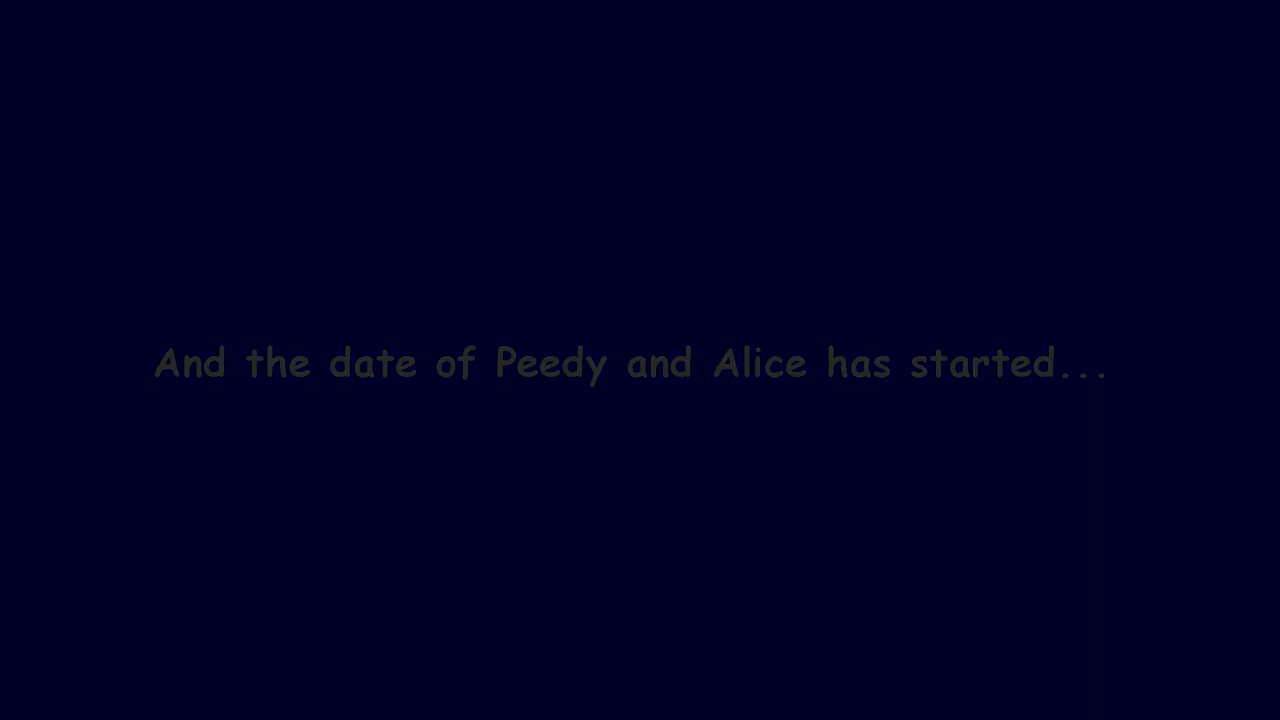 And the date of Peedy and Alice has started...